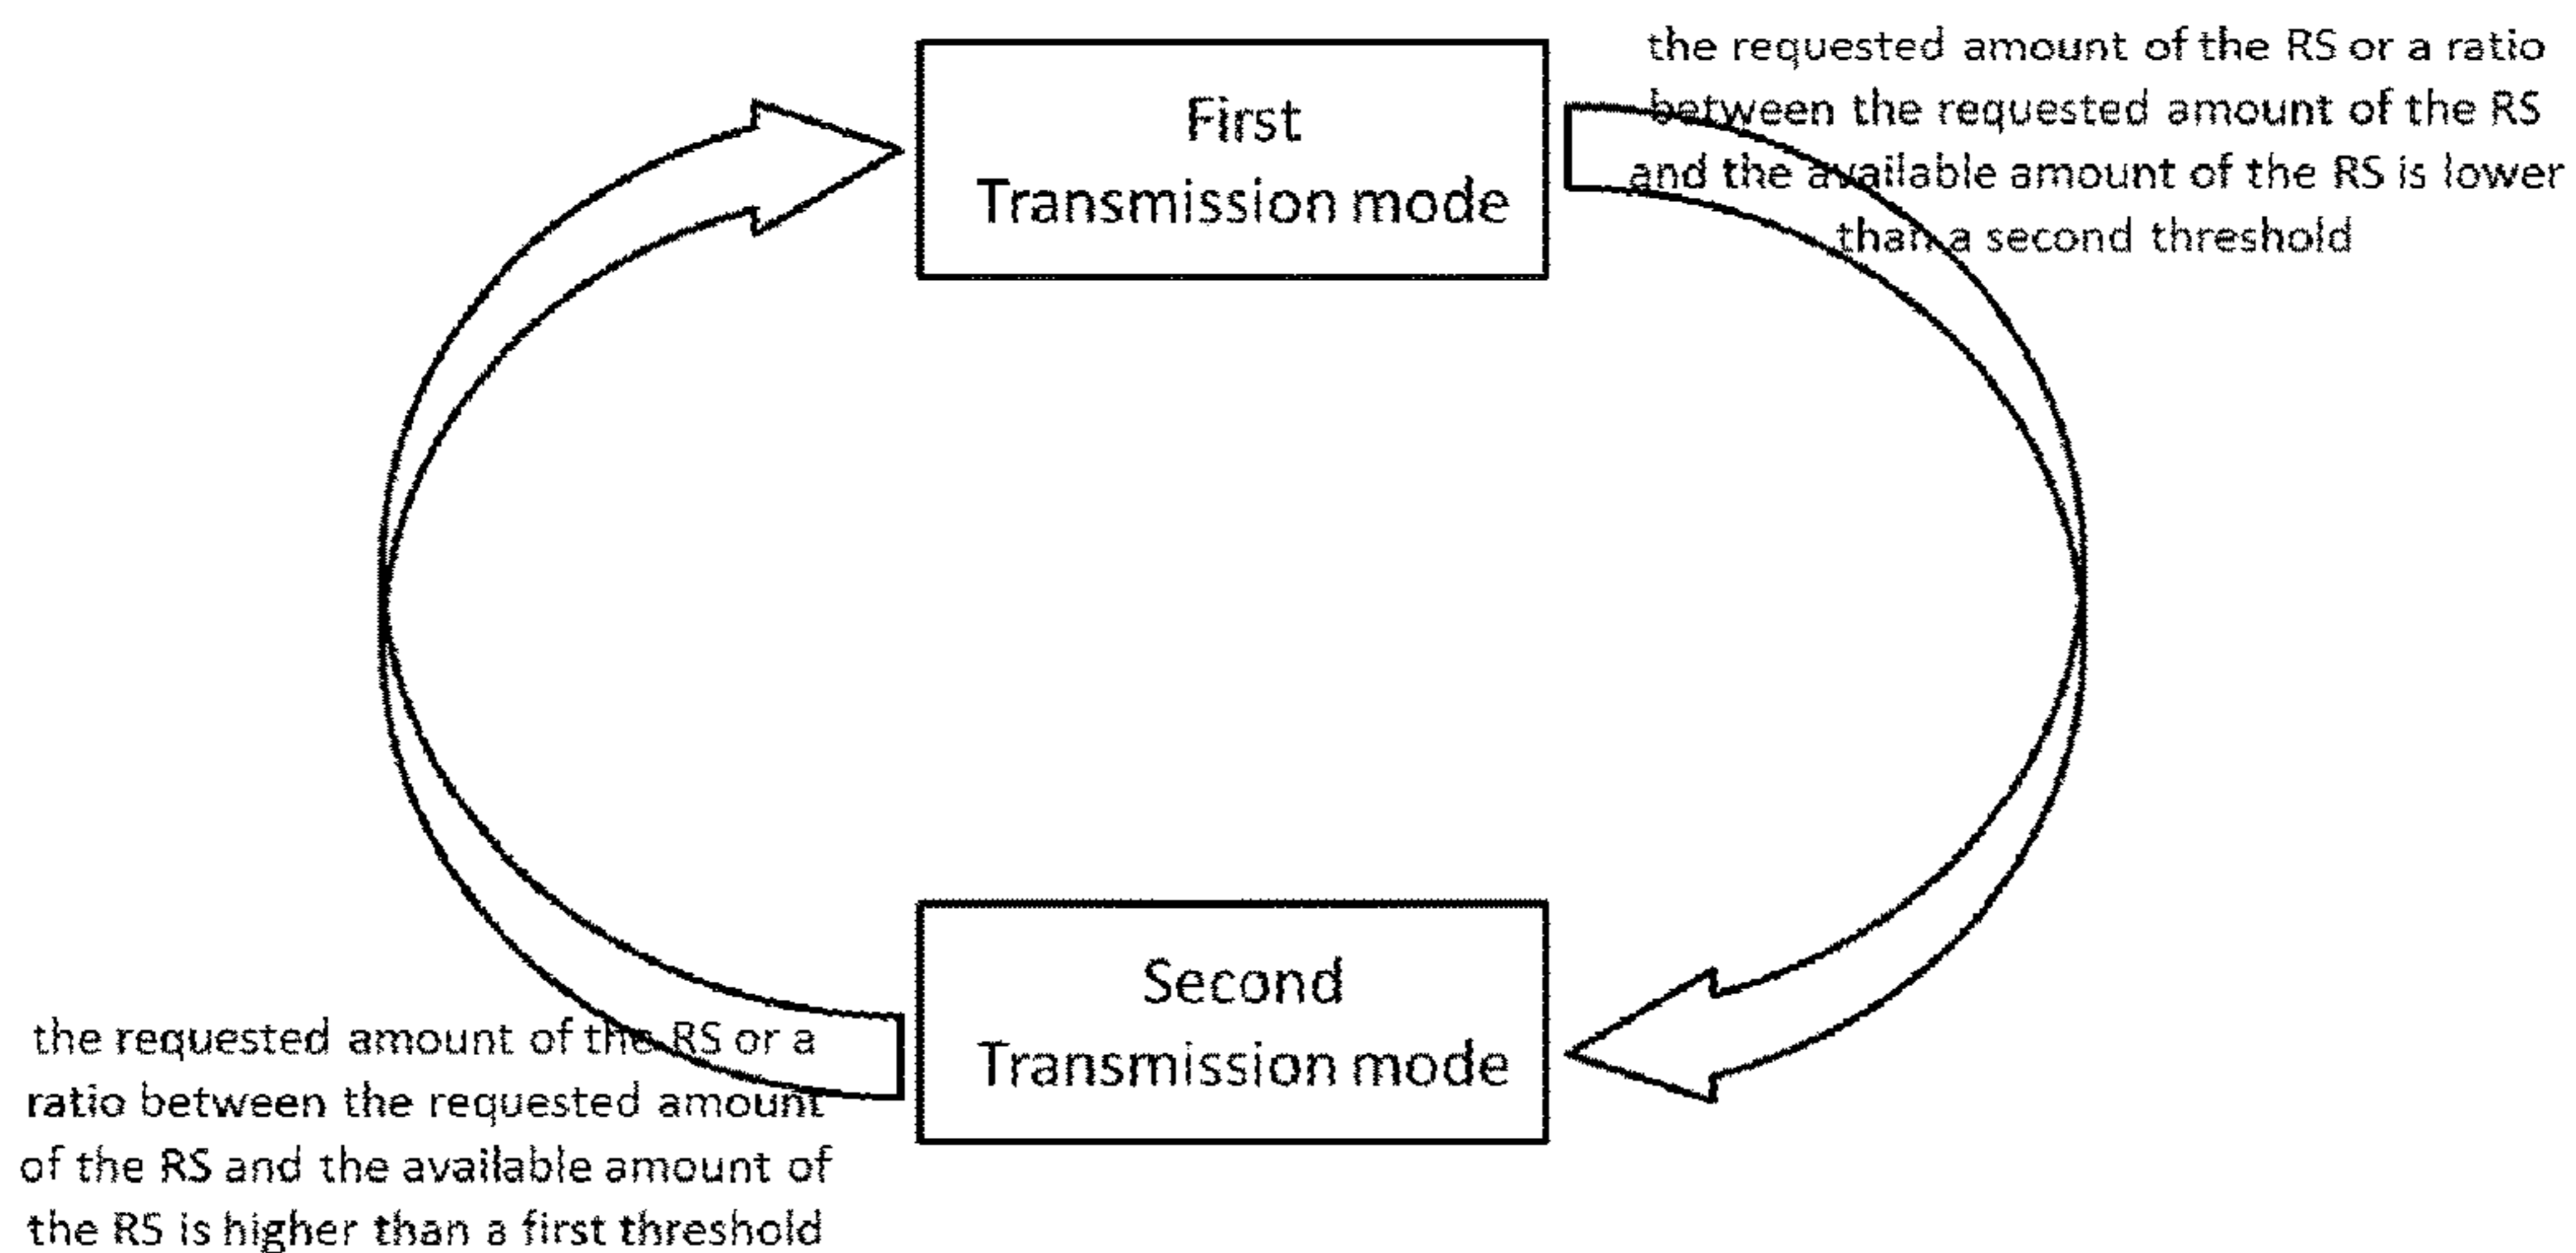 First
Transmission mode
the requested amount of the RS or a ratio
between the requested amount of the RS
and the available amount of the RS is lower
than a second threshold
Second
Transmission mode
the requested amount of the RS or a
ratio between the requested amount
of the RS and the available amount of
the RS is higher than a first threshold